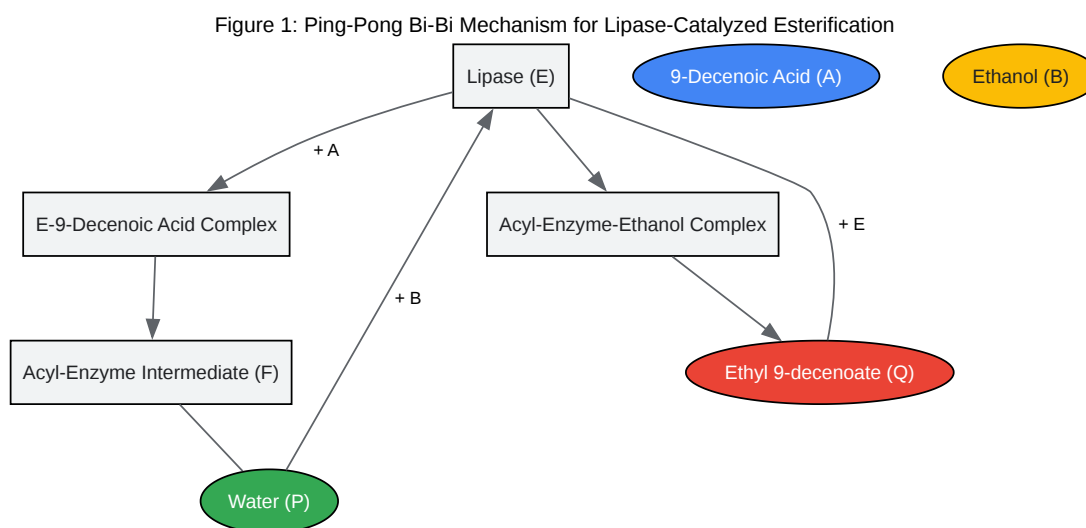 Figure 1: Ping-Pong Bi-Bi Mechanism for Lipase-Catalyzed Esterification
Lipase (E)
9-Decenoic Acid (A)
Ethanol (B)
+ A
E-9-Decenoic Acid Complex
Acyl-Enzyme-Ethanol Complex
+ E
+ B
Acyl-Enzyme Intermediate (F)
Ethyl 9-decenoate (Q)
Water (P)